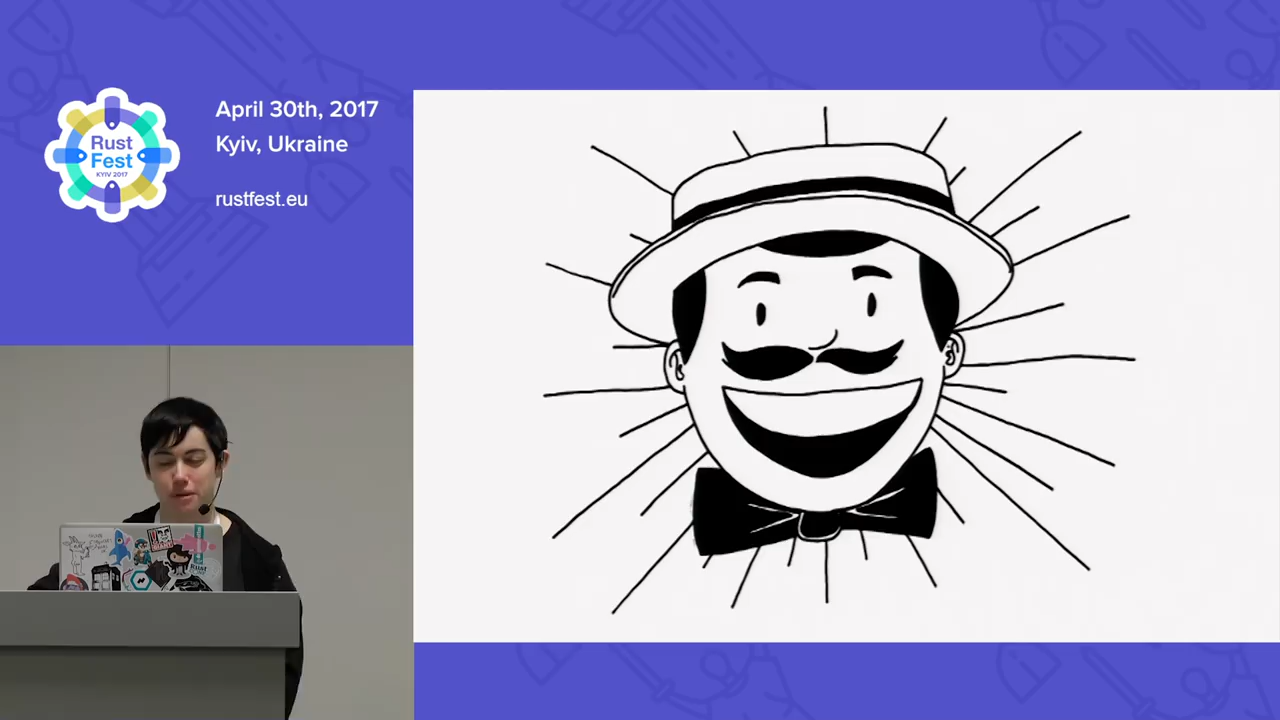 Rust
Fest
KYIV 2017
April 30th, 2017
Kyiv, Ukraine
rustfest.eu